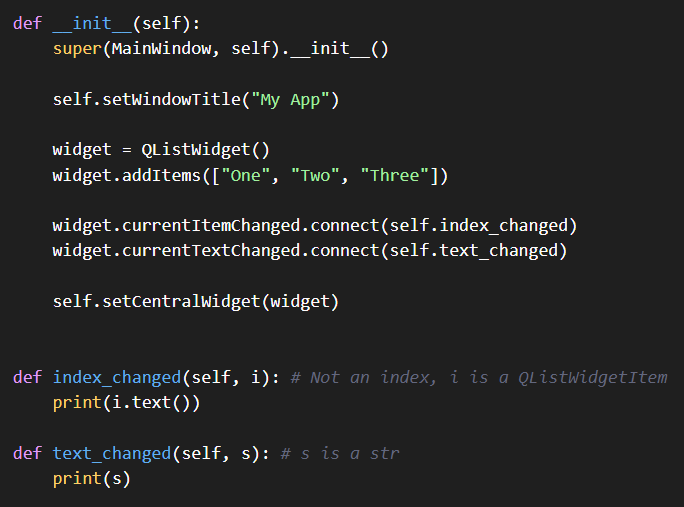 def __init__(self):
    super(MainWindow, self).__init__()
    self.setWindowTitle("My App")
    widget = QListWidget()
    widget.addItems(["One", "Two", "Three"])
    widget.currentItemChanged.connect(self.index_changed)
    widget.currentTextChanged.connect(self.text_changed)
    self.setCentralWidget(widget)
def index_changed(self, i): # Not an index, i is a QListWidgetItem
    print(i.text())
def text_changed(self, s): # s is a str
    print(s)